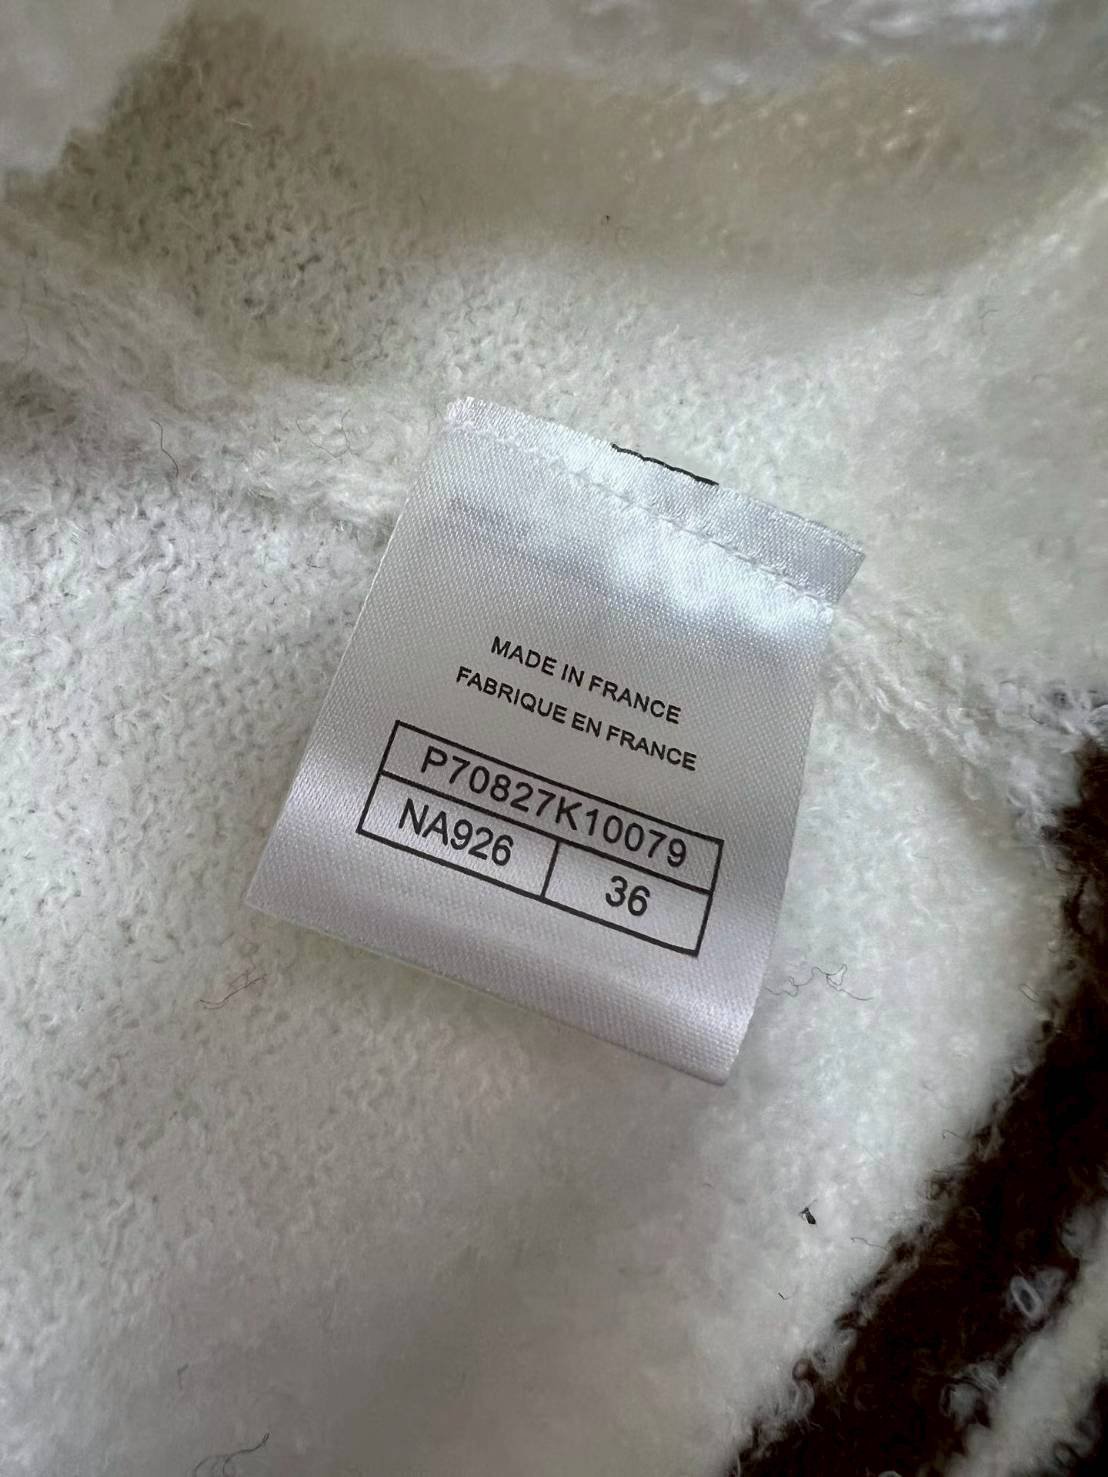 MADE IN FRANCE
FABRIQUE EN FRANCE
P70827K10079
NA926 36